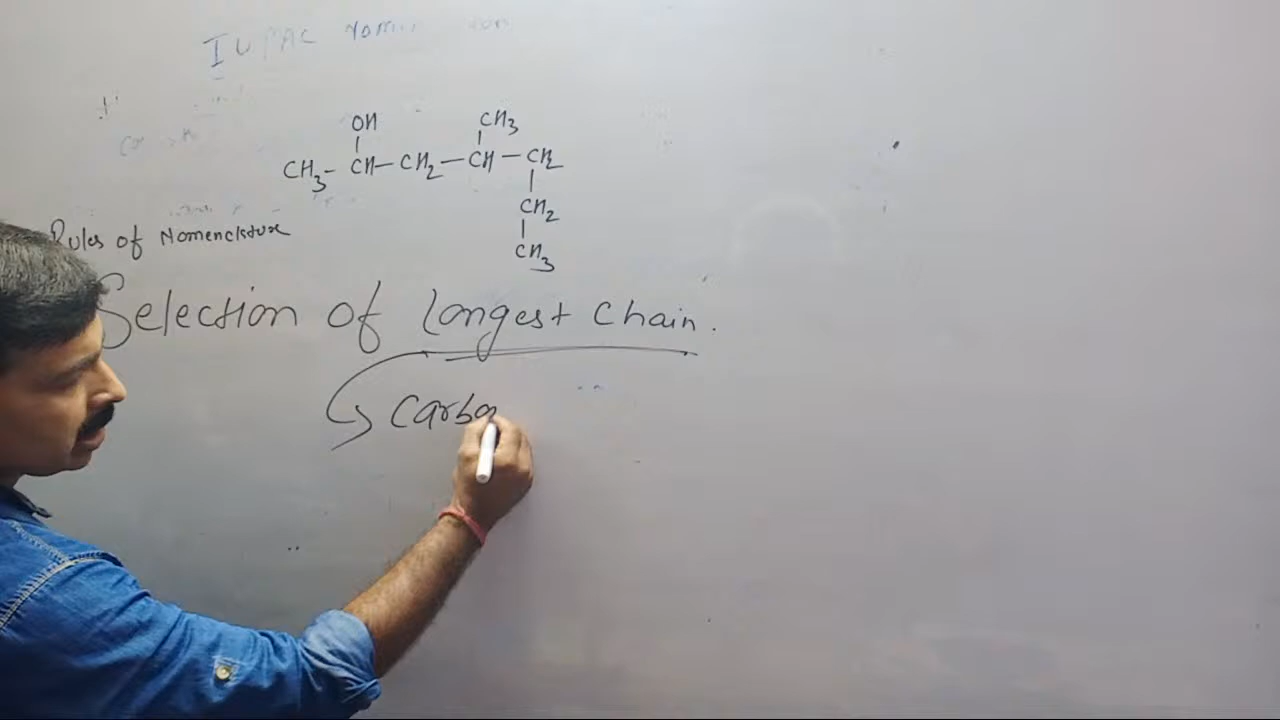 IUPAC
OH CH3
CH3- CH- CH2 - CH - CH2
CH2
CH3
Rules of Nomenclature
Selection of Longest Chain.
Carbo